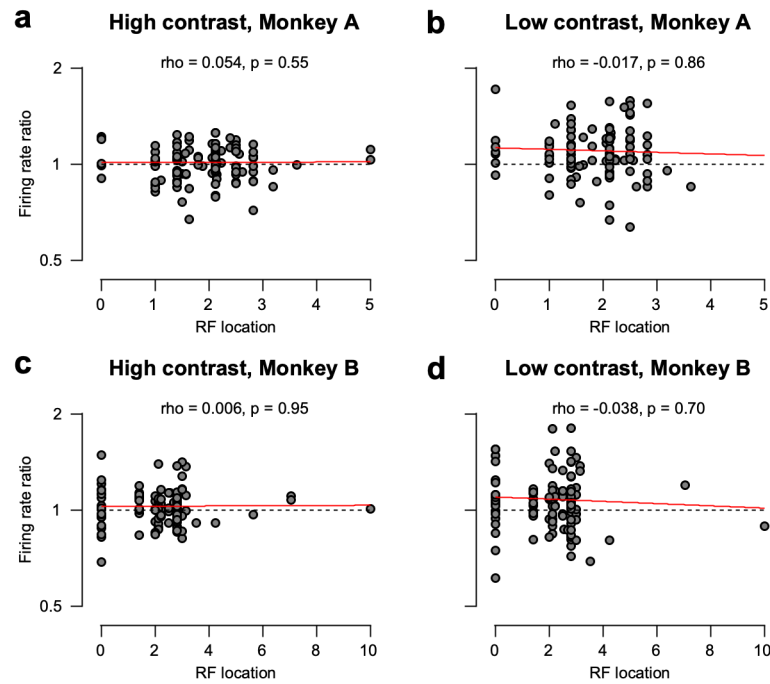 a High contrast, Monkey A
rho = 0.054, p = 0.55
Firing rate ratio
2
1
0.5
0 1 2 3 4 5
RF location
b Low contrast, Monkey A
rho = -0.017, p = 0.86
0 1 2 3 4 5
RF location
c High contrast, Monkey B
rho = 0.006, p = 0.95
Firing rate ratio
2
1
0.5
0 2 4 6 8 10
RF location
d Low contrast, Monkey B
rho = -0.038, p = 0.70
0 2 4 6 8 10
RF location